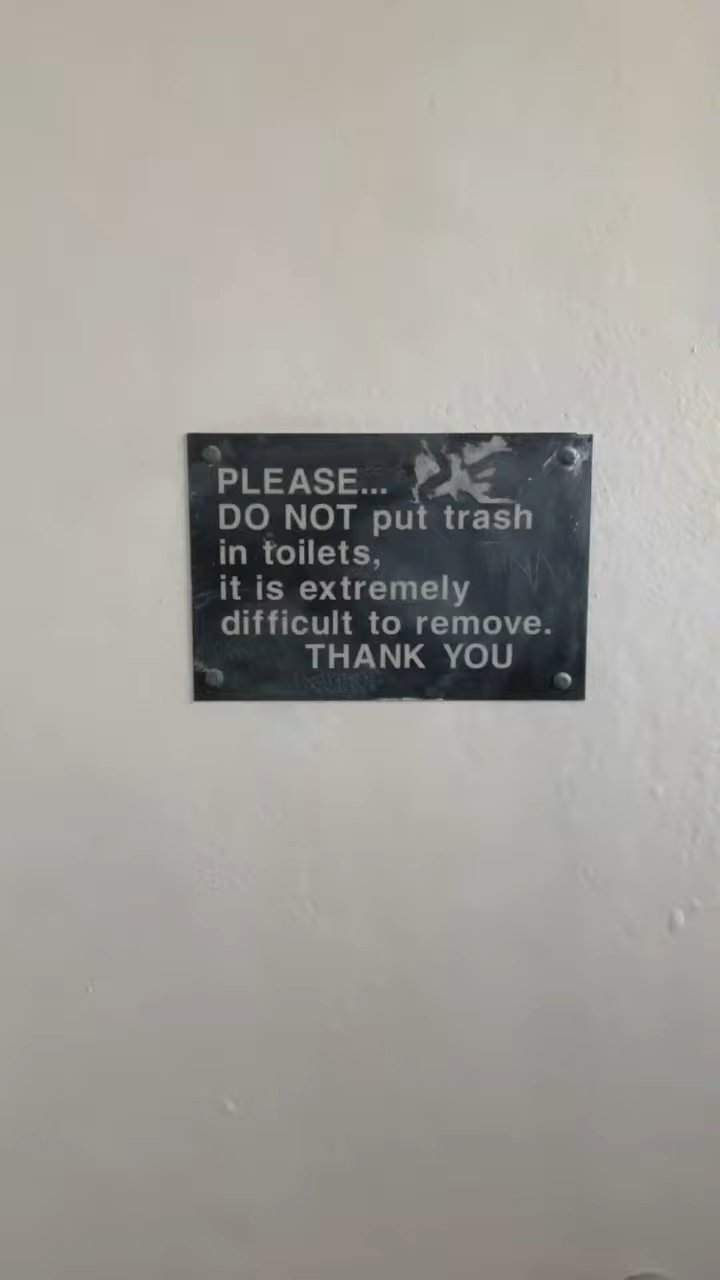 PLEASE...
DO NOT put trash
in toilets,
it is extremely
difficult to remove.
THANK YOU